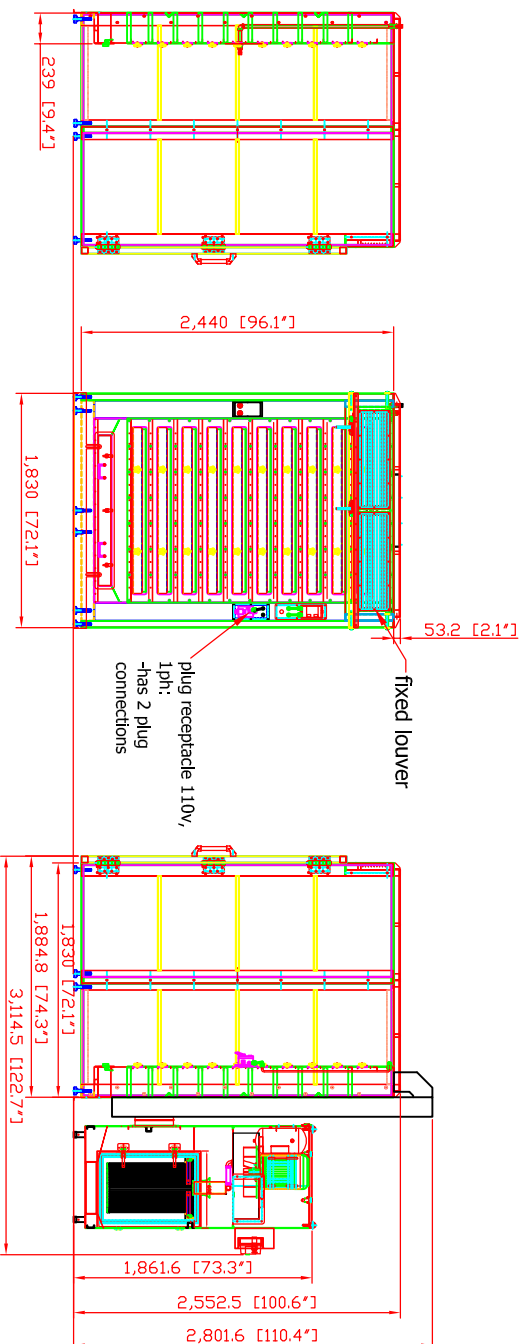 239 [9.4"]
2,440 [96.1"]
1,830 [72.1"]
53.2 [2.1"]
fixed louver
plug receptacle 110v,
1ph:
-has 2 plug
connections
1,830 [72.1"]
1,884.8 [74.3"]
3,114.5 [122.7"]
1,861.6 [73.3"]
2,552.5 [100.6"]
2,801.6 [110.4"]